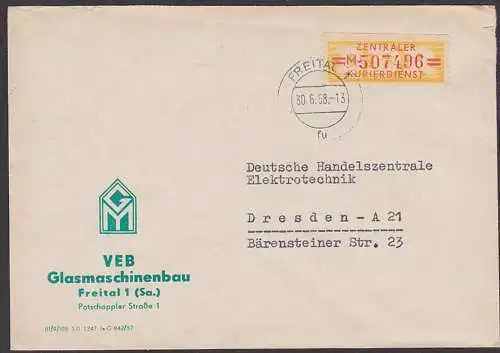 ZENTRALER
=M507496=
KURIERDIENST
FREITAL
30.6.58.-13
fu
Deutsche Handelszentrale
Elektrotechnik
Dresden-A 21
Bärensteiner Str. 23
GM
VEB
Glasmaschinenbau
Freital 1 (Sa.)
Potschappler Straße 1